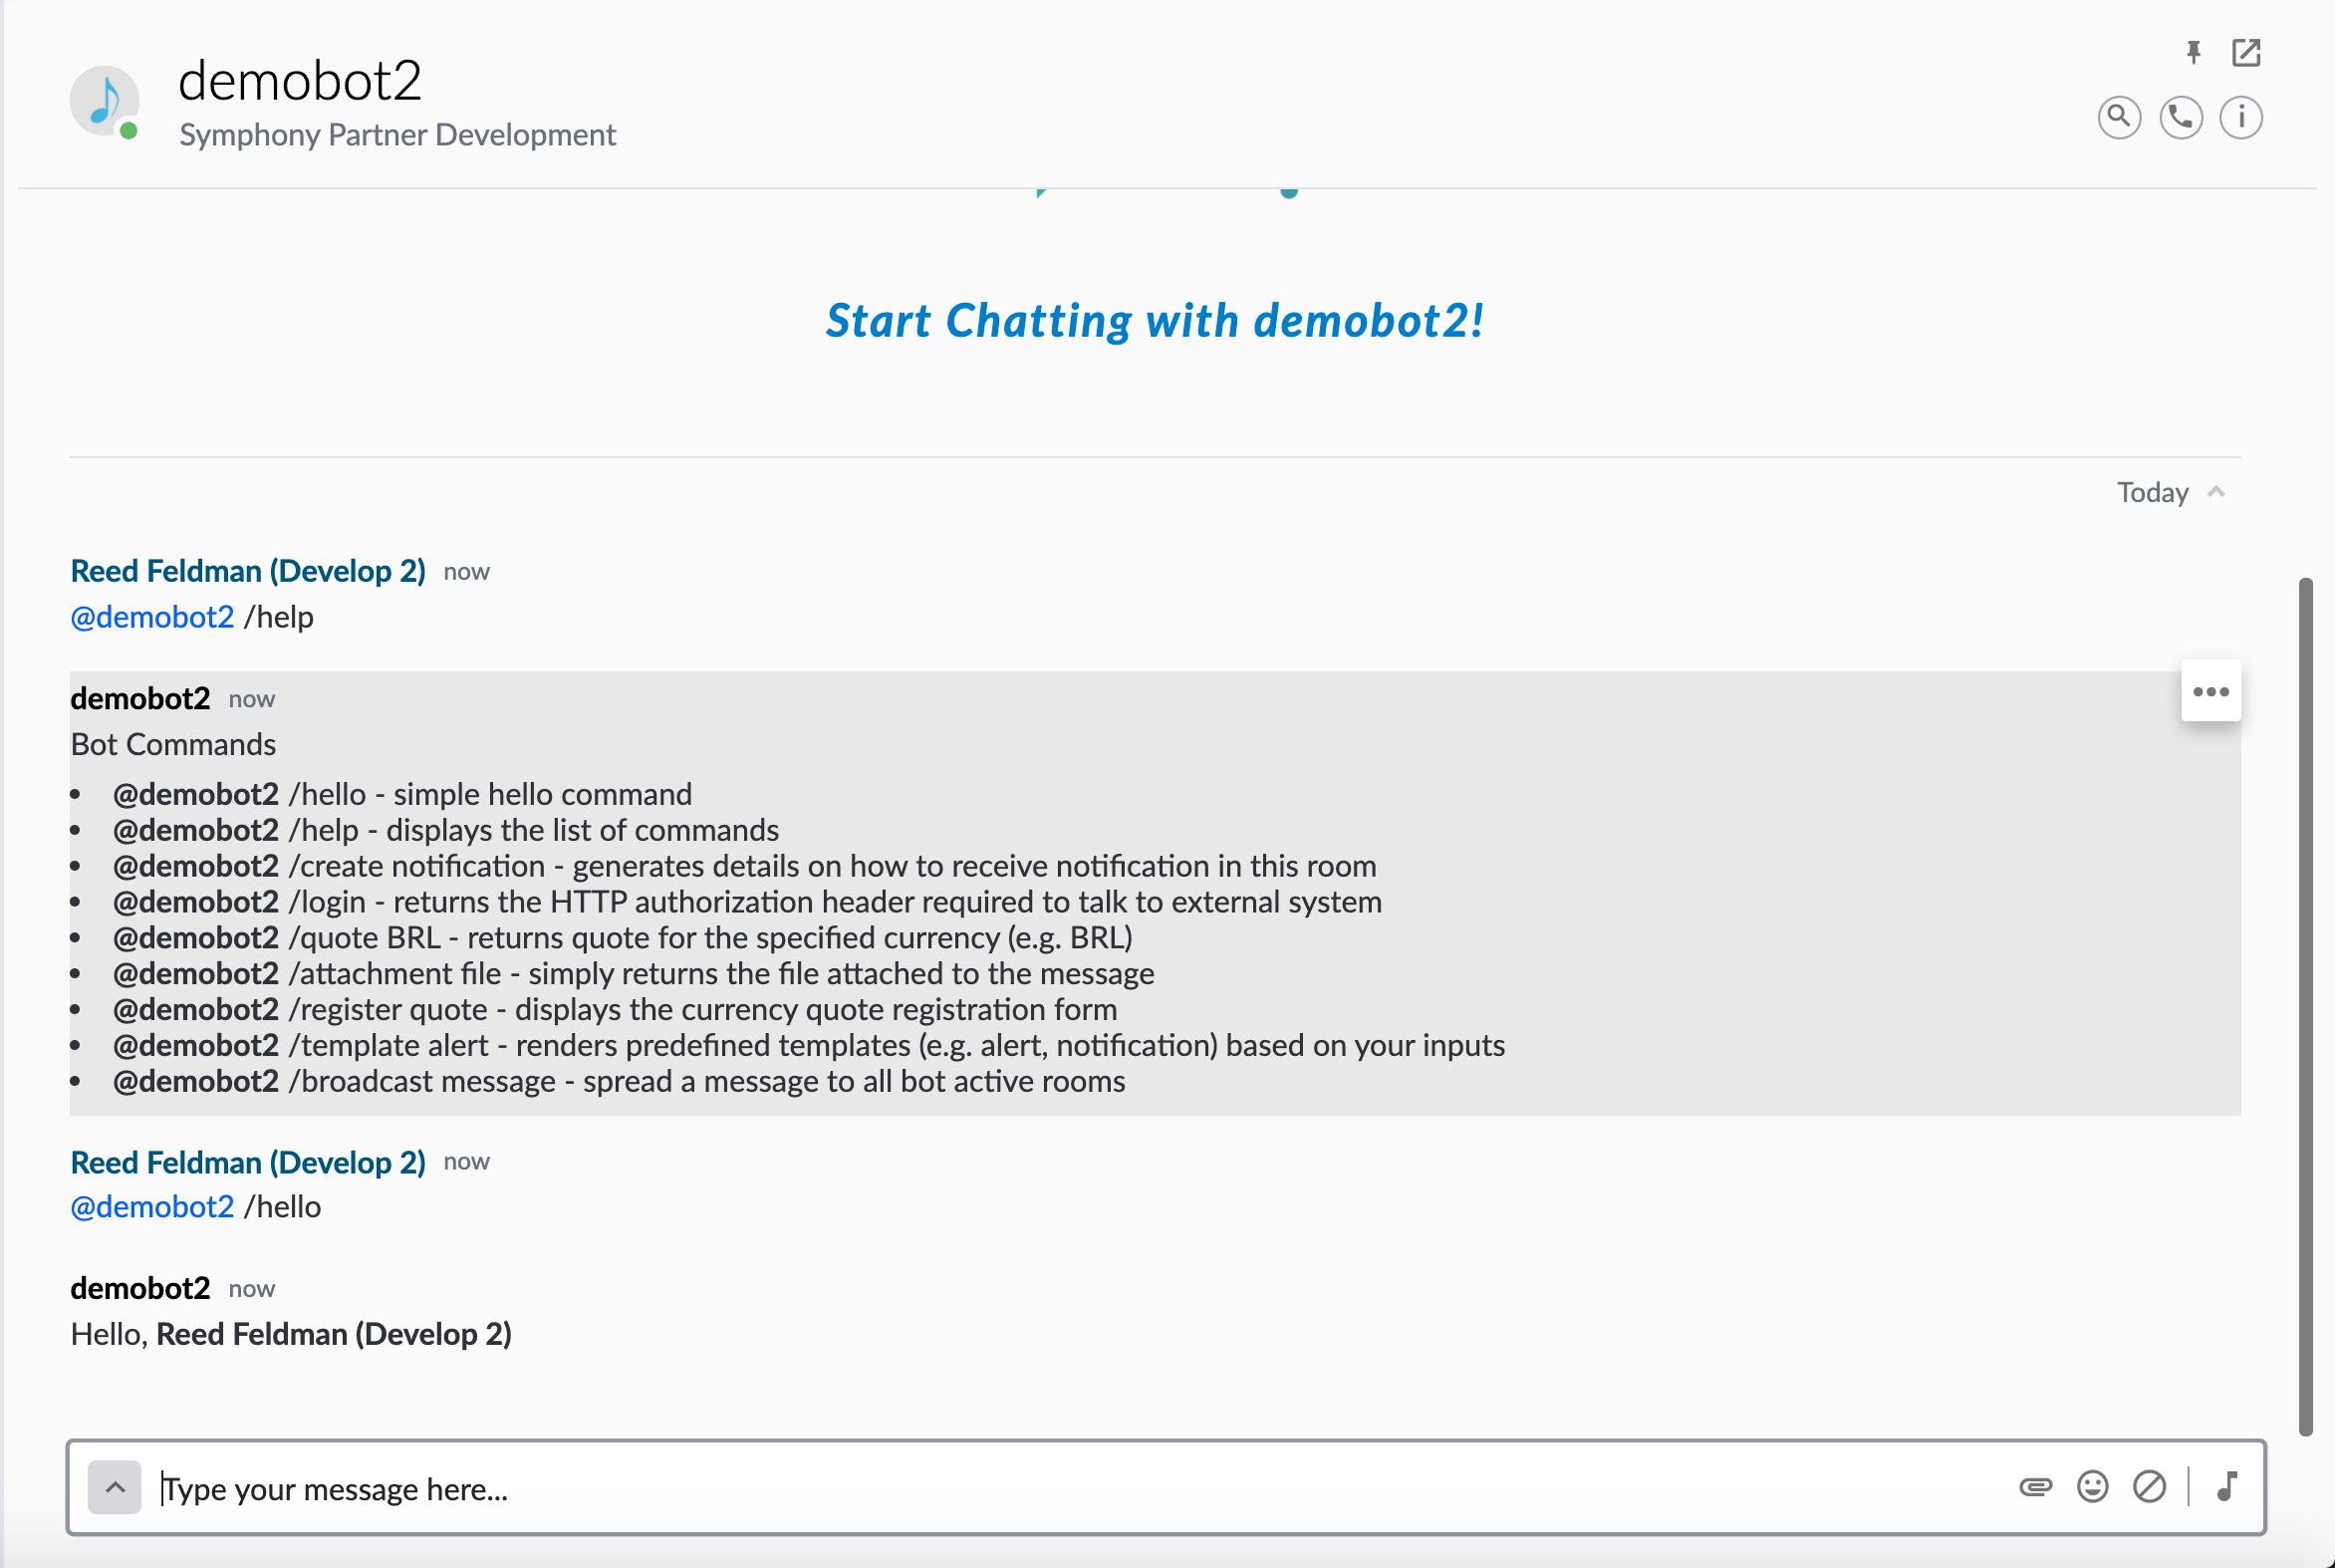 demobot2
Symphony Partner Development
Start Chatting with demobot2!
Today
Reed Feldman (Develop 2) now
@demobot2 /help
demobot2 now
Bot Commands
• @demobot2 /hello - simple hello command
• @demobot2 /help - displays the list of commands
• @demobot2 /create notification - generates details on how to receive notification in this room
• @demobot2 /login - returns the HTTP authorization header required to talk to external system
• @demobot2 /quote BRL - returns quote for the specified currency (e.g. BRL)
• @demobot2 /attachment file - simply returns the file attached to the message
• @demobot2 /register quote - displays the currency quote registration form
• @demobot2 /template alert - renders predefined templates (e.g. alert, notification) based on your inputs
• @demobot2 /broadcast message - spread a message to all bot active rooms
Reed Feldman (Develop 2) now
@demobot2 /hello
demobot2 now
Hello, Reed Feldman (Develop 2)
Type your message here...